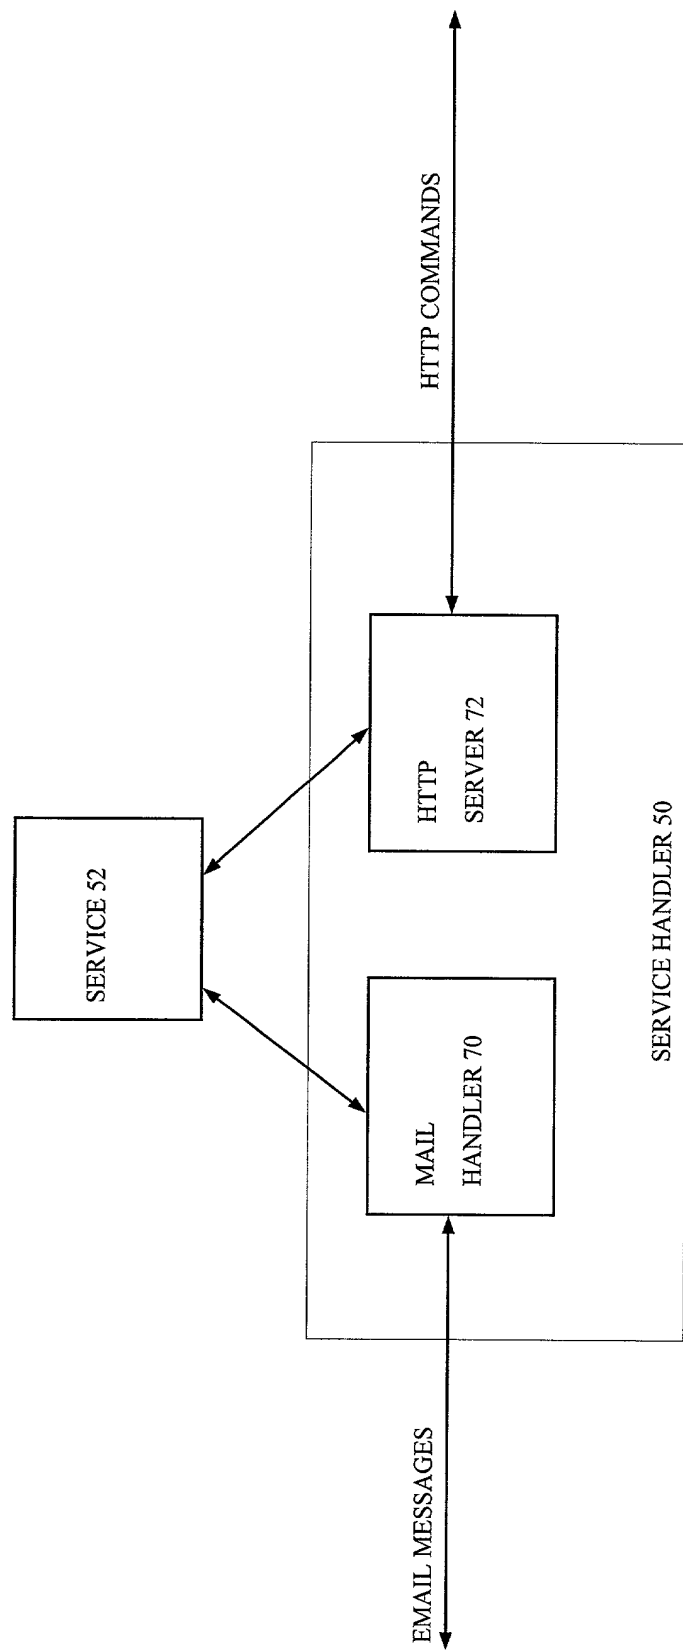 SERVICE 52
EMAIL MESSAGES
MAIL
HANDLER 70
HTTP
SERVER 72
HTTP COMMANDS
SERVICE HANDLER 50